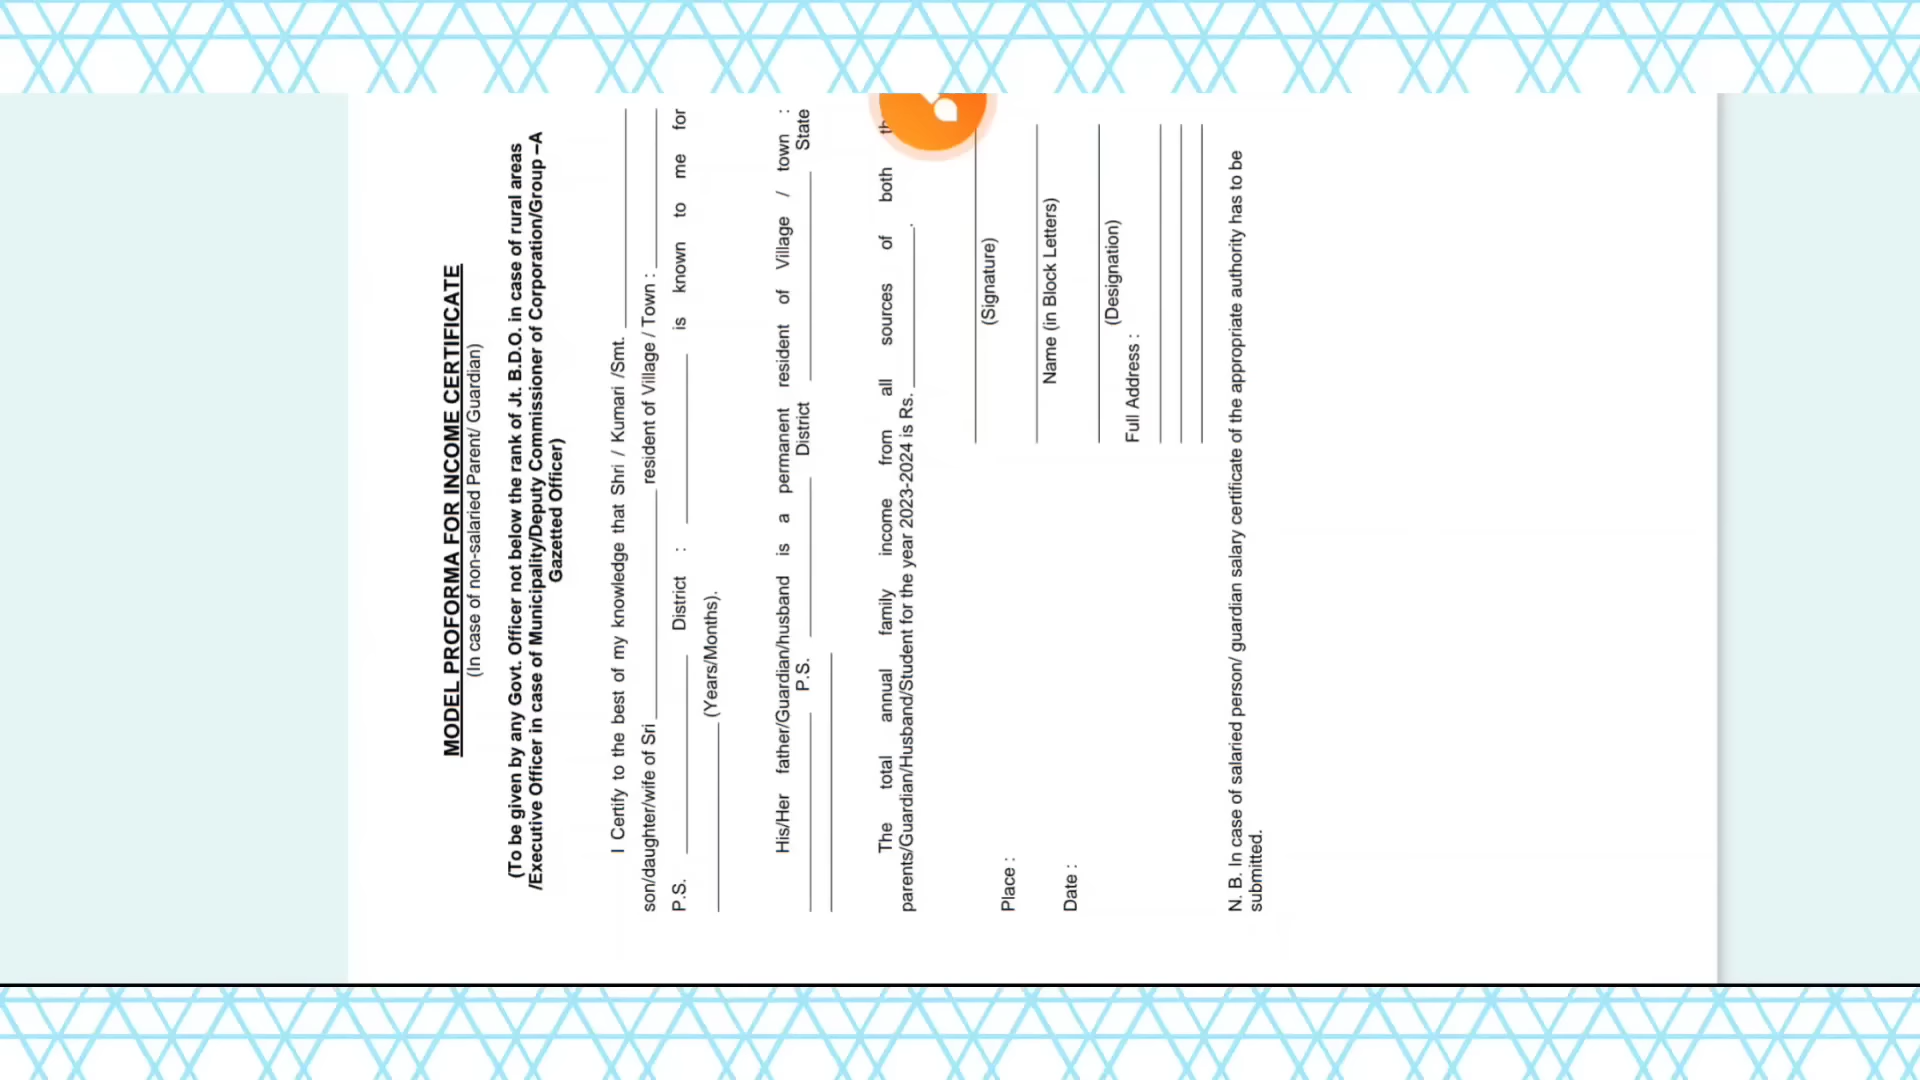 MODEL PROFORMA FOR INCOME CERTIFICATE
(In case of non-salaried Parent/ Guardian)
(To be given by any Govt. Officer not below the rank of Jt. B.D.O. in case of rural areas
/Executive Officer in case of Municipality/Deputy Commissioner of Corporation/Group –A
Gazetted Officer)
I Certify to the best of my knowledge that Shri / Kumari /Smt.
son/daughter/wife of Sri resident of Village / Town :
P.S. District : is known to me for
(Years/Months).
His/Her father/Guardian/husband is a permanent resident of Village / town :
P.S. District State
The total annual family income from all sources of both
parents/Guardian/Husband/Student for the year 2023-2024 is Rs. .
(Signature)
Place :
Name (in Block Letters)
Date :
(Designation)
Full Address :
N. B. In case of salaried person/ guardian salary certificate of the appropriate authority has to be
submitted.